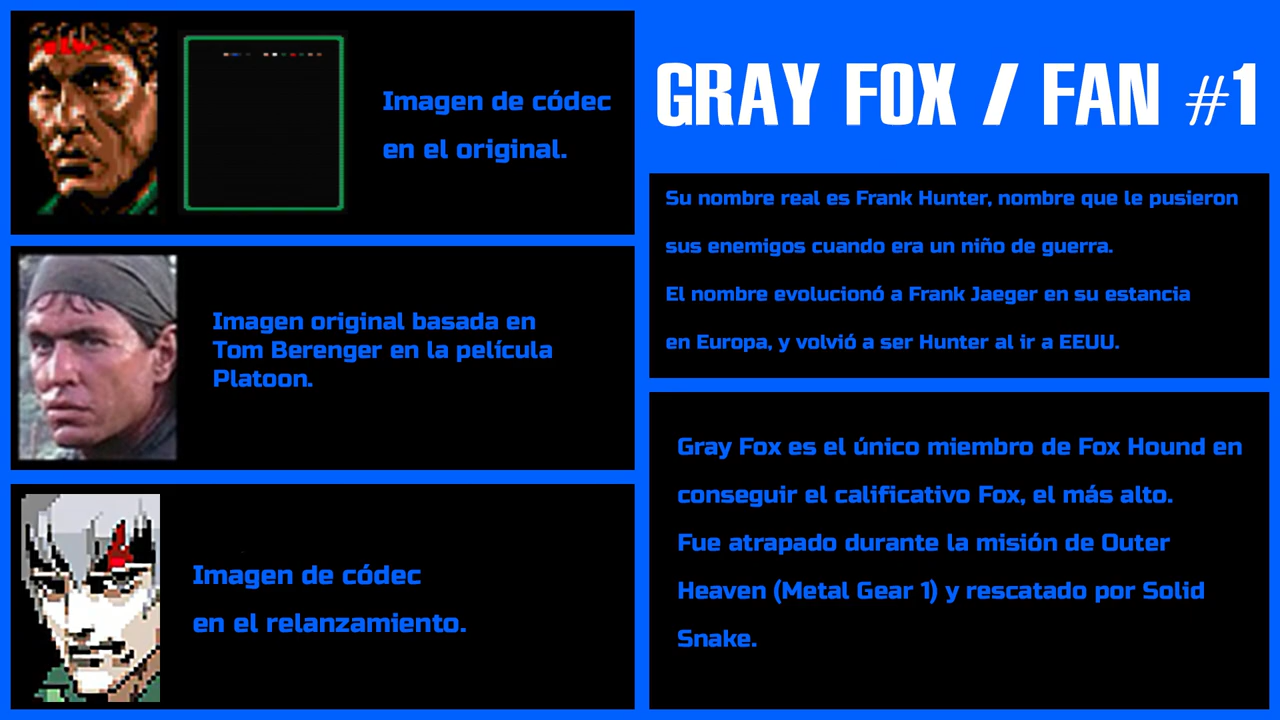 GRAY FOX / FAN #1
Imagen de códec
en el original.
Imagen original basada en
Tom Berenger en la película
Platoon.
Imagen de códec
en el relanzamiento.
Su nombre real es Frank Hunter, nombre que le pusieron
sus enemigos cuando era un niño de guerra.
El nombre evolucionó a Frank Jaeger en su estancia
en Europa, y volvió a ser Hunter al ir a EEUU.
Gray Fox es el único miembro de Fox Hound en
conseguir el calificativo Fox, el más alto.
Fue atrapado durante la misión de Outer
Heaven (Metal Gear 1) y rescatado por Solid
Snake.